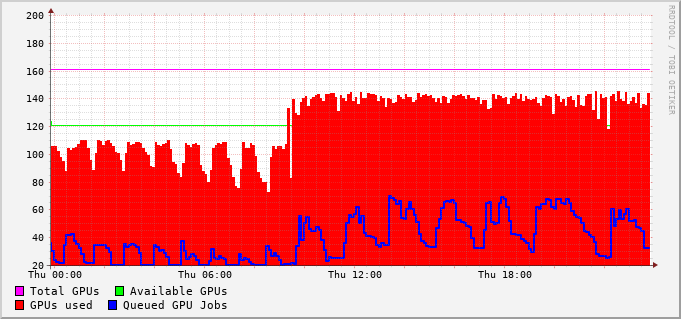 RRDTOOL / TOBI OETIKER
200
180
160
140
120
100
80
60
40
20
Thu 00:00 Thu 06:00 Thu 12:00 Thu 18:00
Total GPUs Available GPUs
GPUs used Queued GPU Jobs